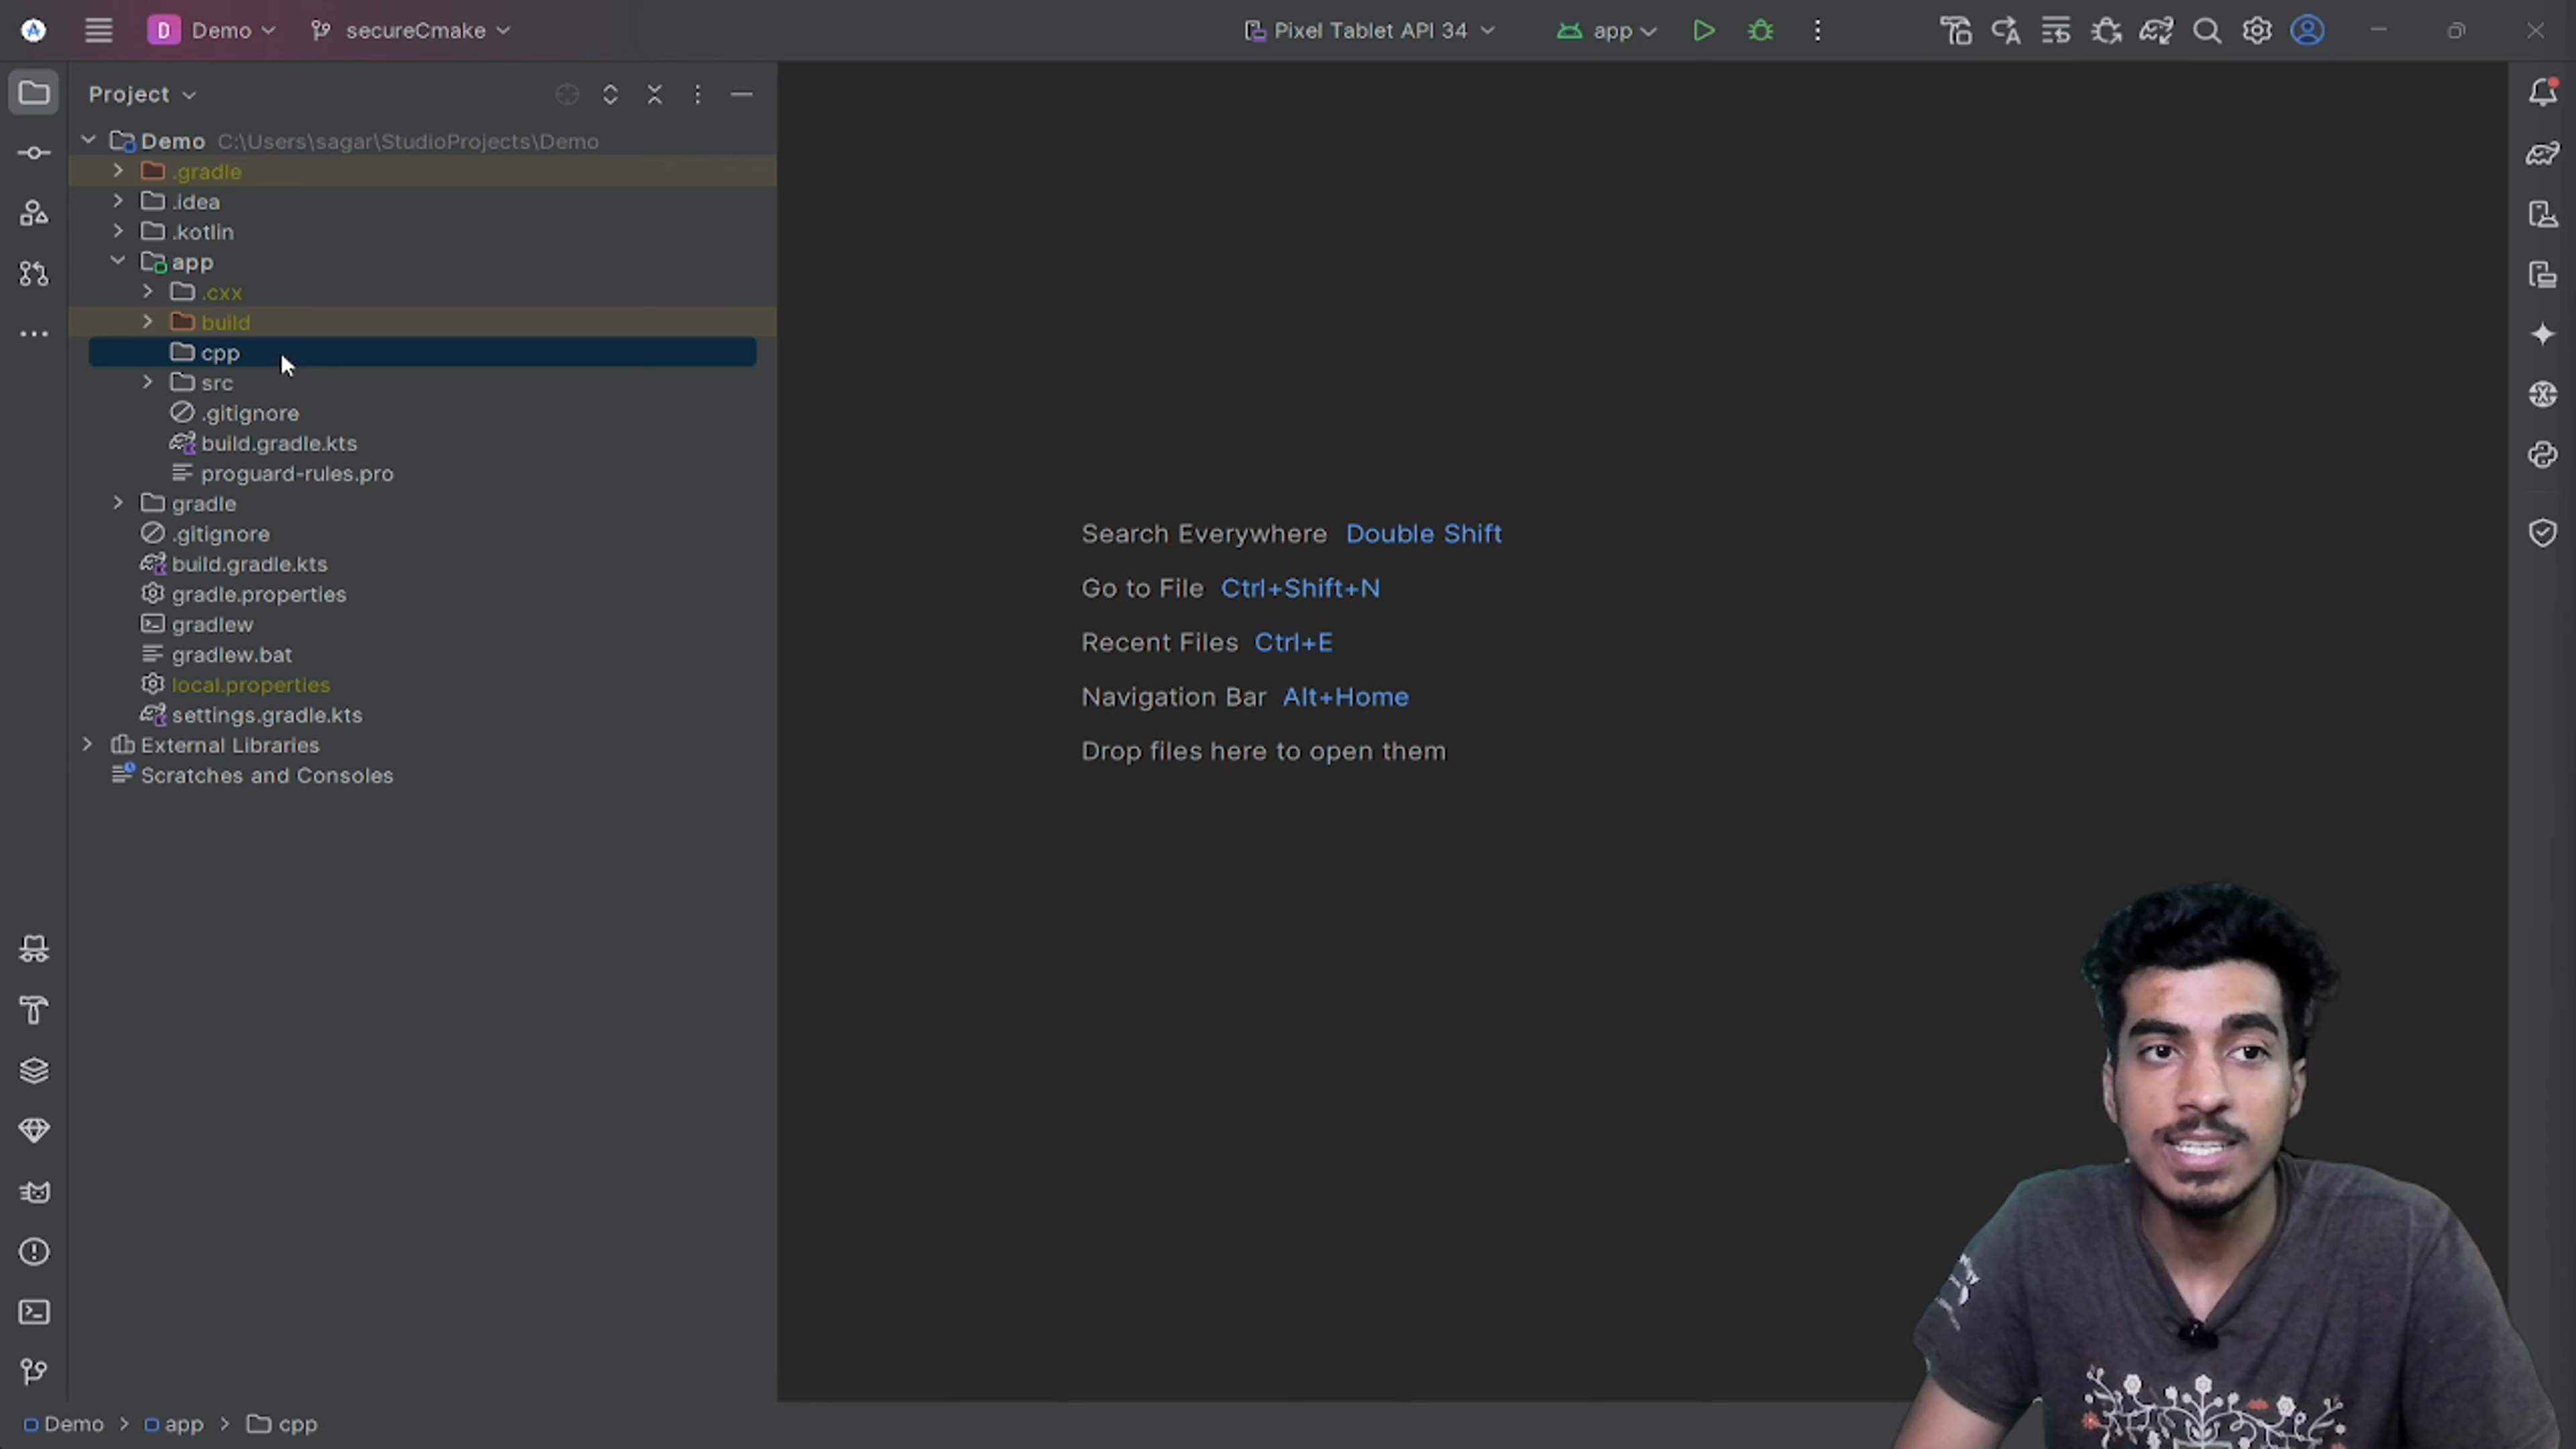 D Demo secureCmake Pixel Tablet API 34 app
Project
Demo C:\Users\sagar\StudioProjects\Demo
.gradle
.idea
.kotlin
app
.cxx
build
cpp
src
.gitignore
build.gradle.kts
proguard-rules.pro
gradle
.gitignore
build.gradle.kts
gradle.properties
gradlew
gradlew.bat
local.properties
settings.gradle.kts
External Libraries
Scratches and Consoles
Search Everywhere Double Shift
Go to File Ctrl+Shift+N
Recent Files Ctrl+E
Navigation Bar Alt+Home
Drop files here to open them
Demo > app > cpp